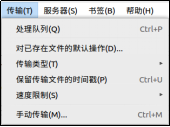 传输(T) 服务器(S) 书签(B) 帮助(H)
处理队列(Q) Ctrl+P
对已存在文件的默认操作(D)...
传输类型(T)
保留传输文件的时间戳(P) Ctrl+U
速度限制(S)
手动传输(M)... Ctrl+M